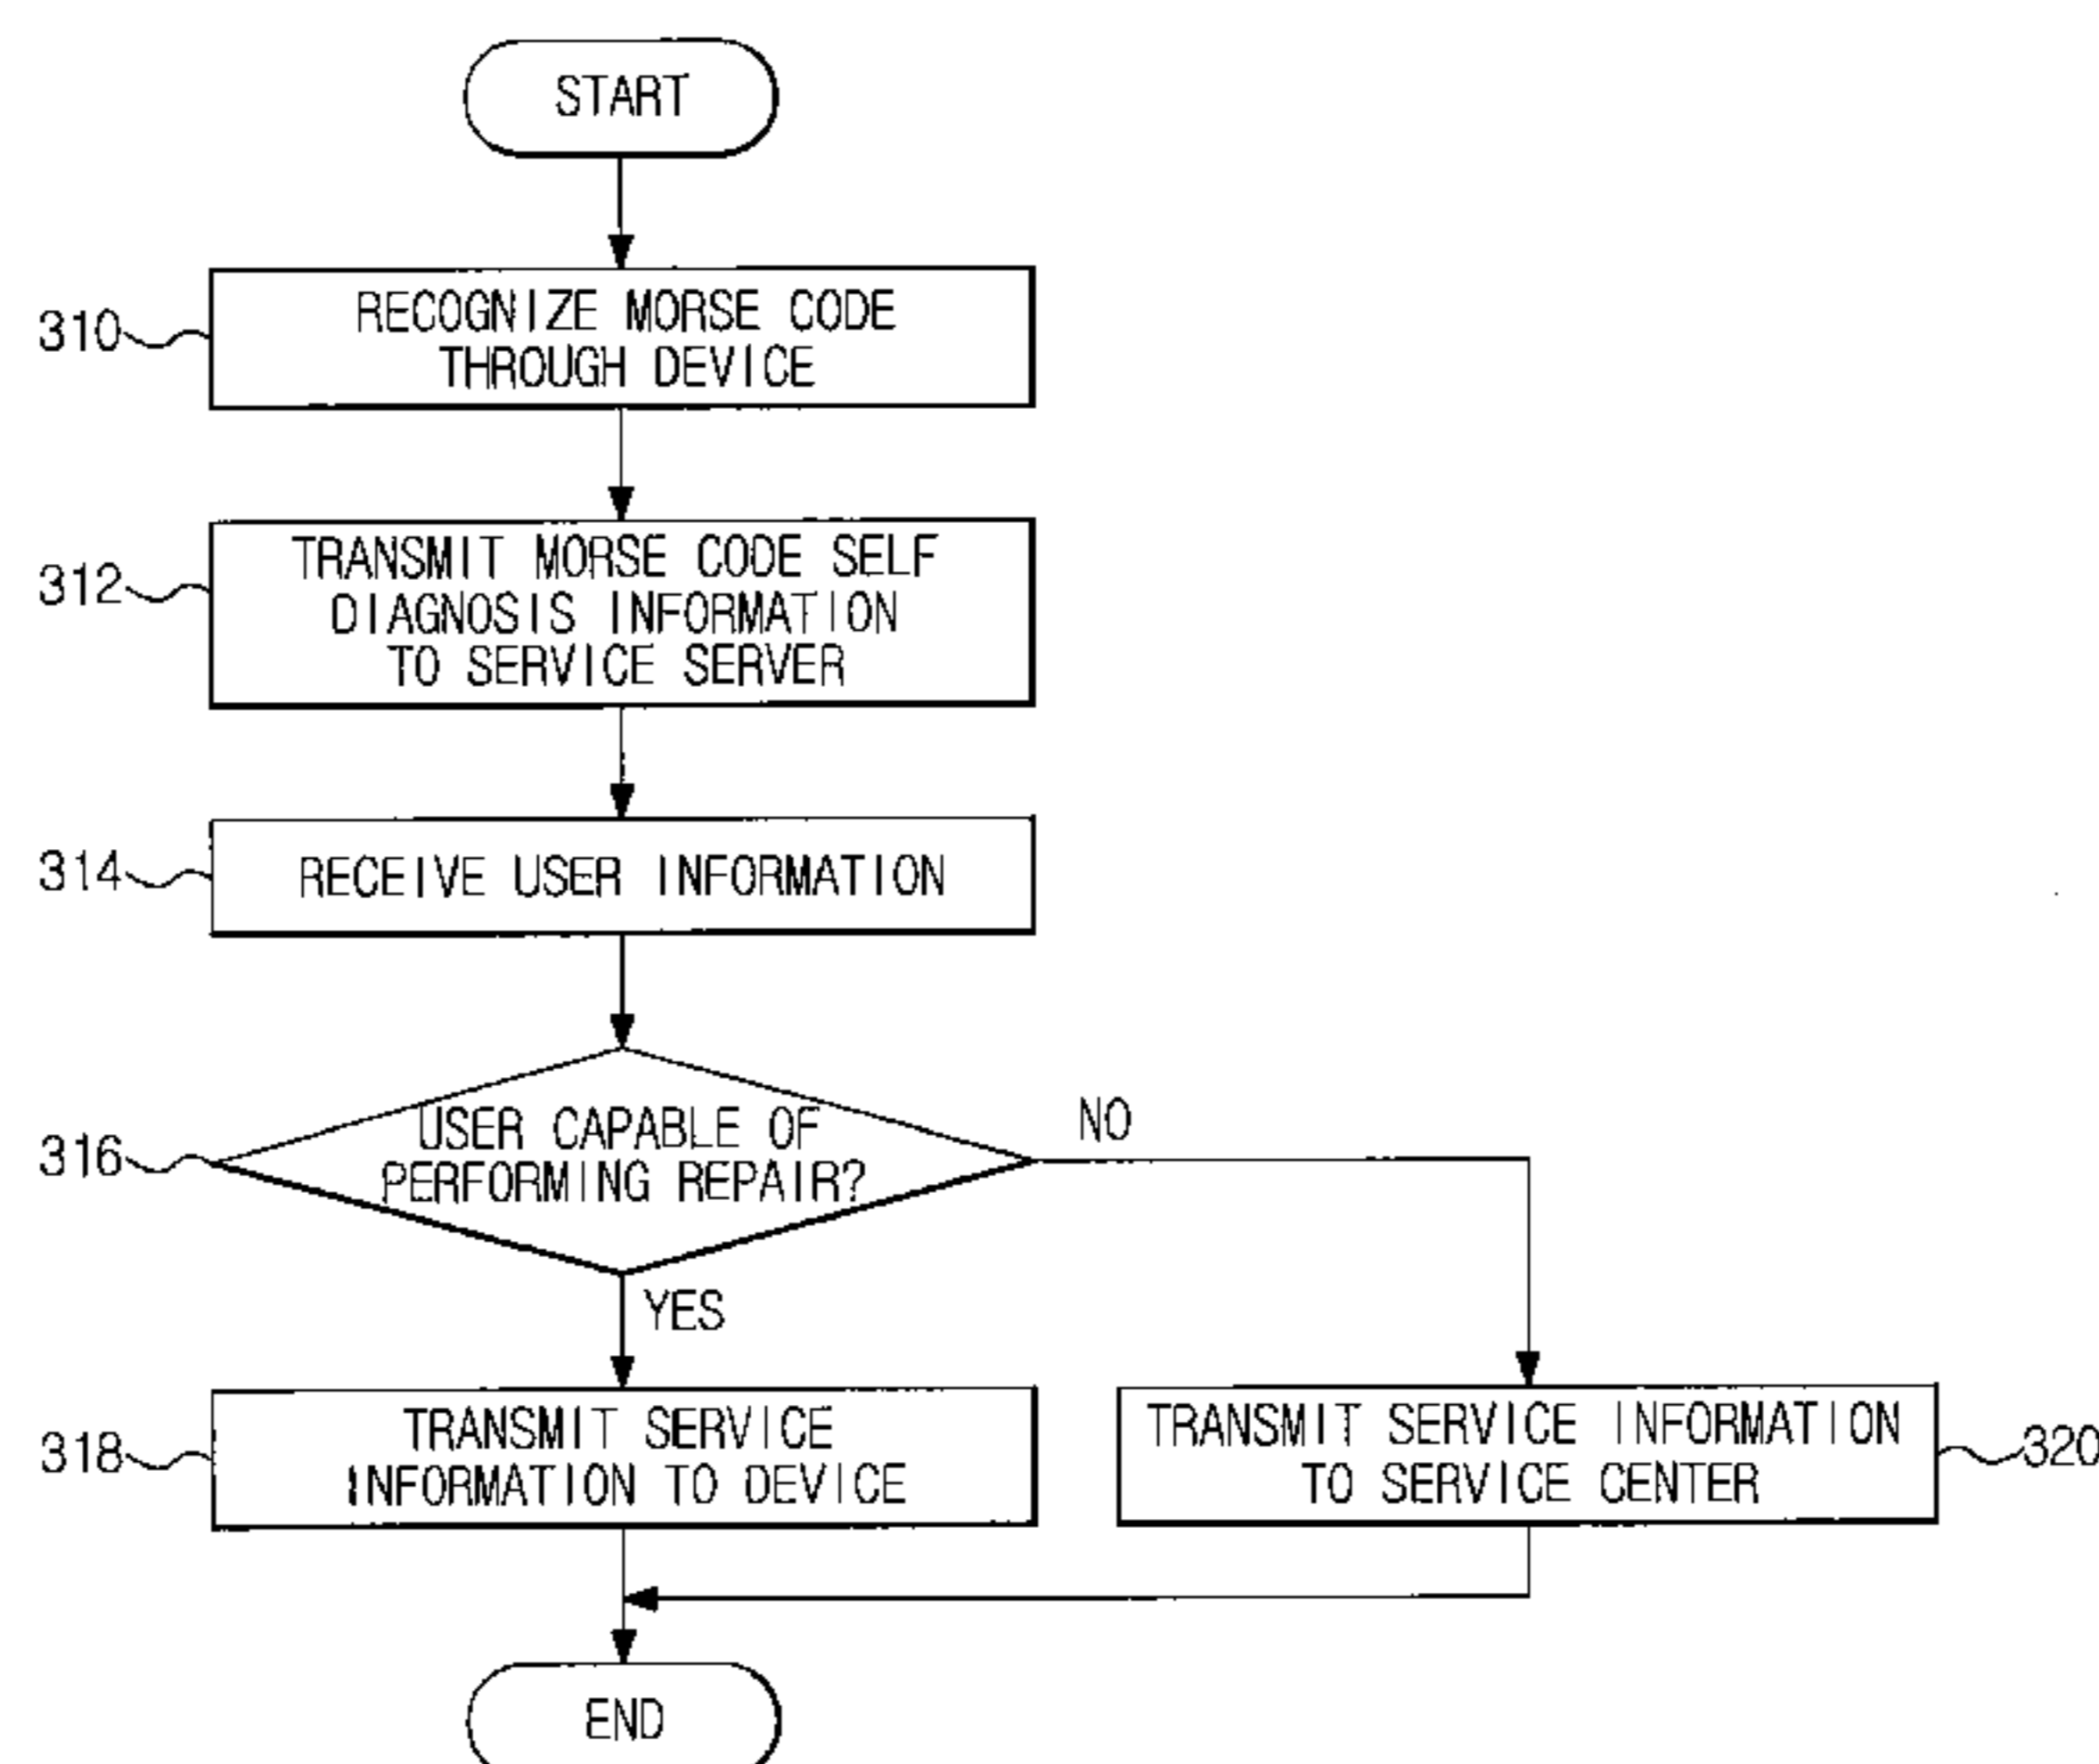 START
310
RECOGNIZE MORSE CODE
THROUGH DEVICE
312
TRANSMIT MORSE CODE SELF
DIAGNOSIS INFORMATION
TO SERVICE SERVER
314
RECEIVE USER INFORMATION
316
USER CAPABLE OF
PERFORMING REPAIR?
NO
YES
318
TRANSMIT SERVICE
INFORMATION TO DEVICE
TRANSMIT SERVICE INFORMATION
TO SERVICE CENTER
320
END